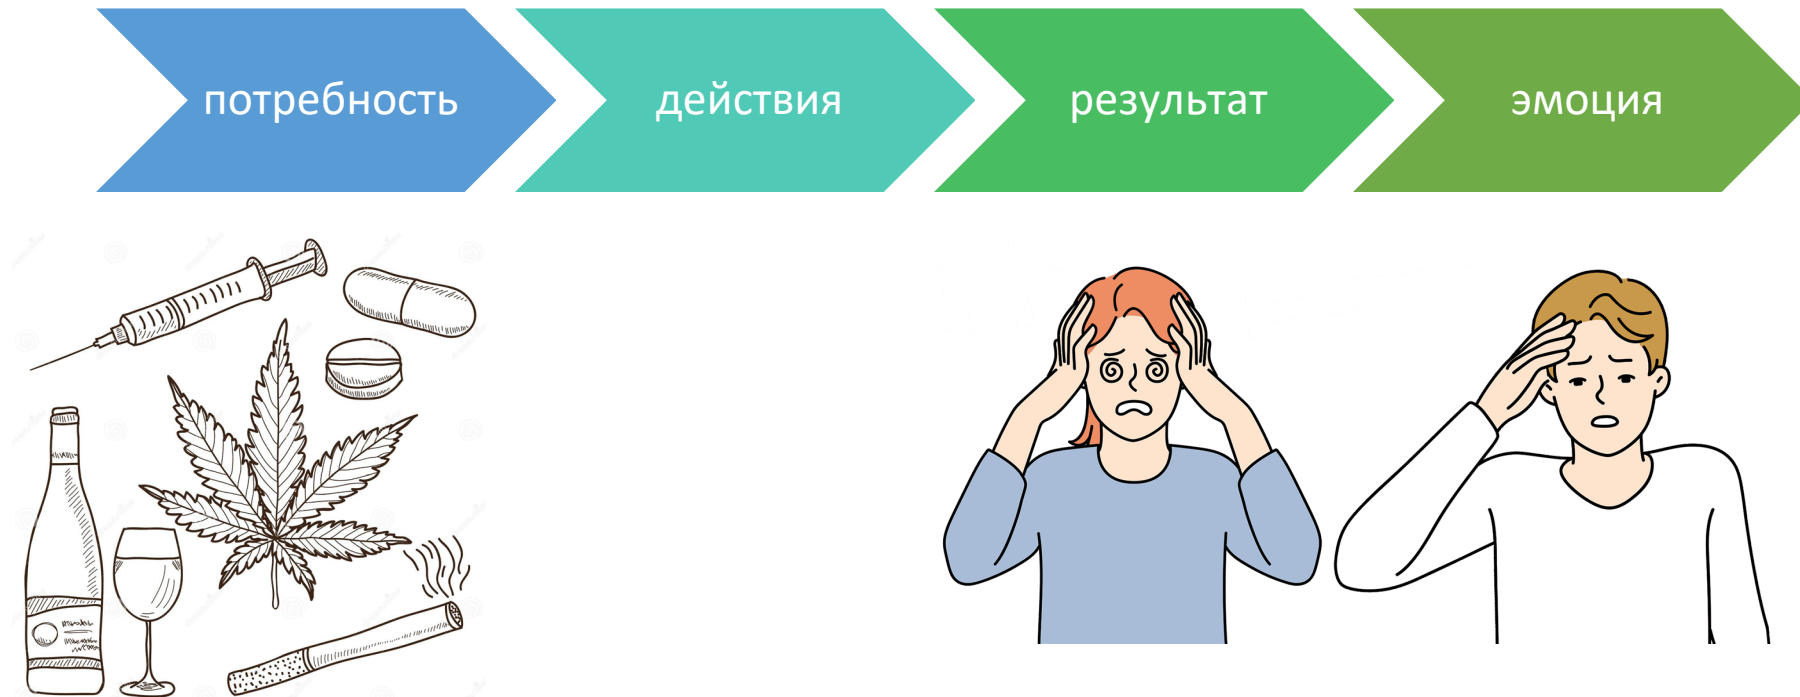 потребность
действия
результат
эмоция